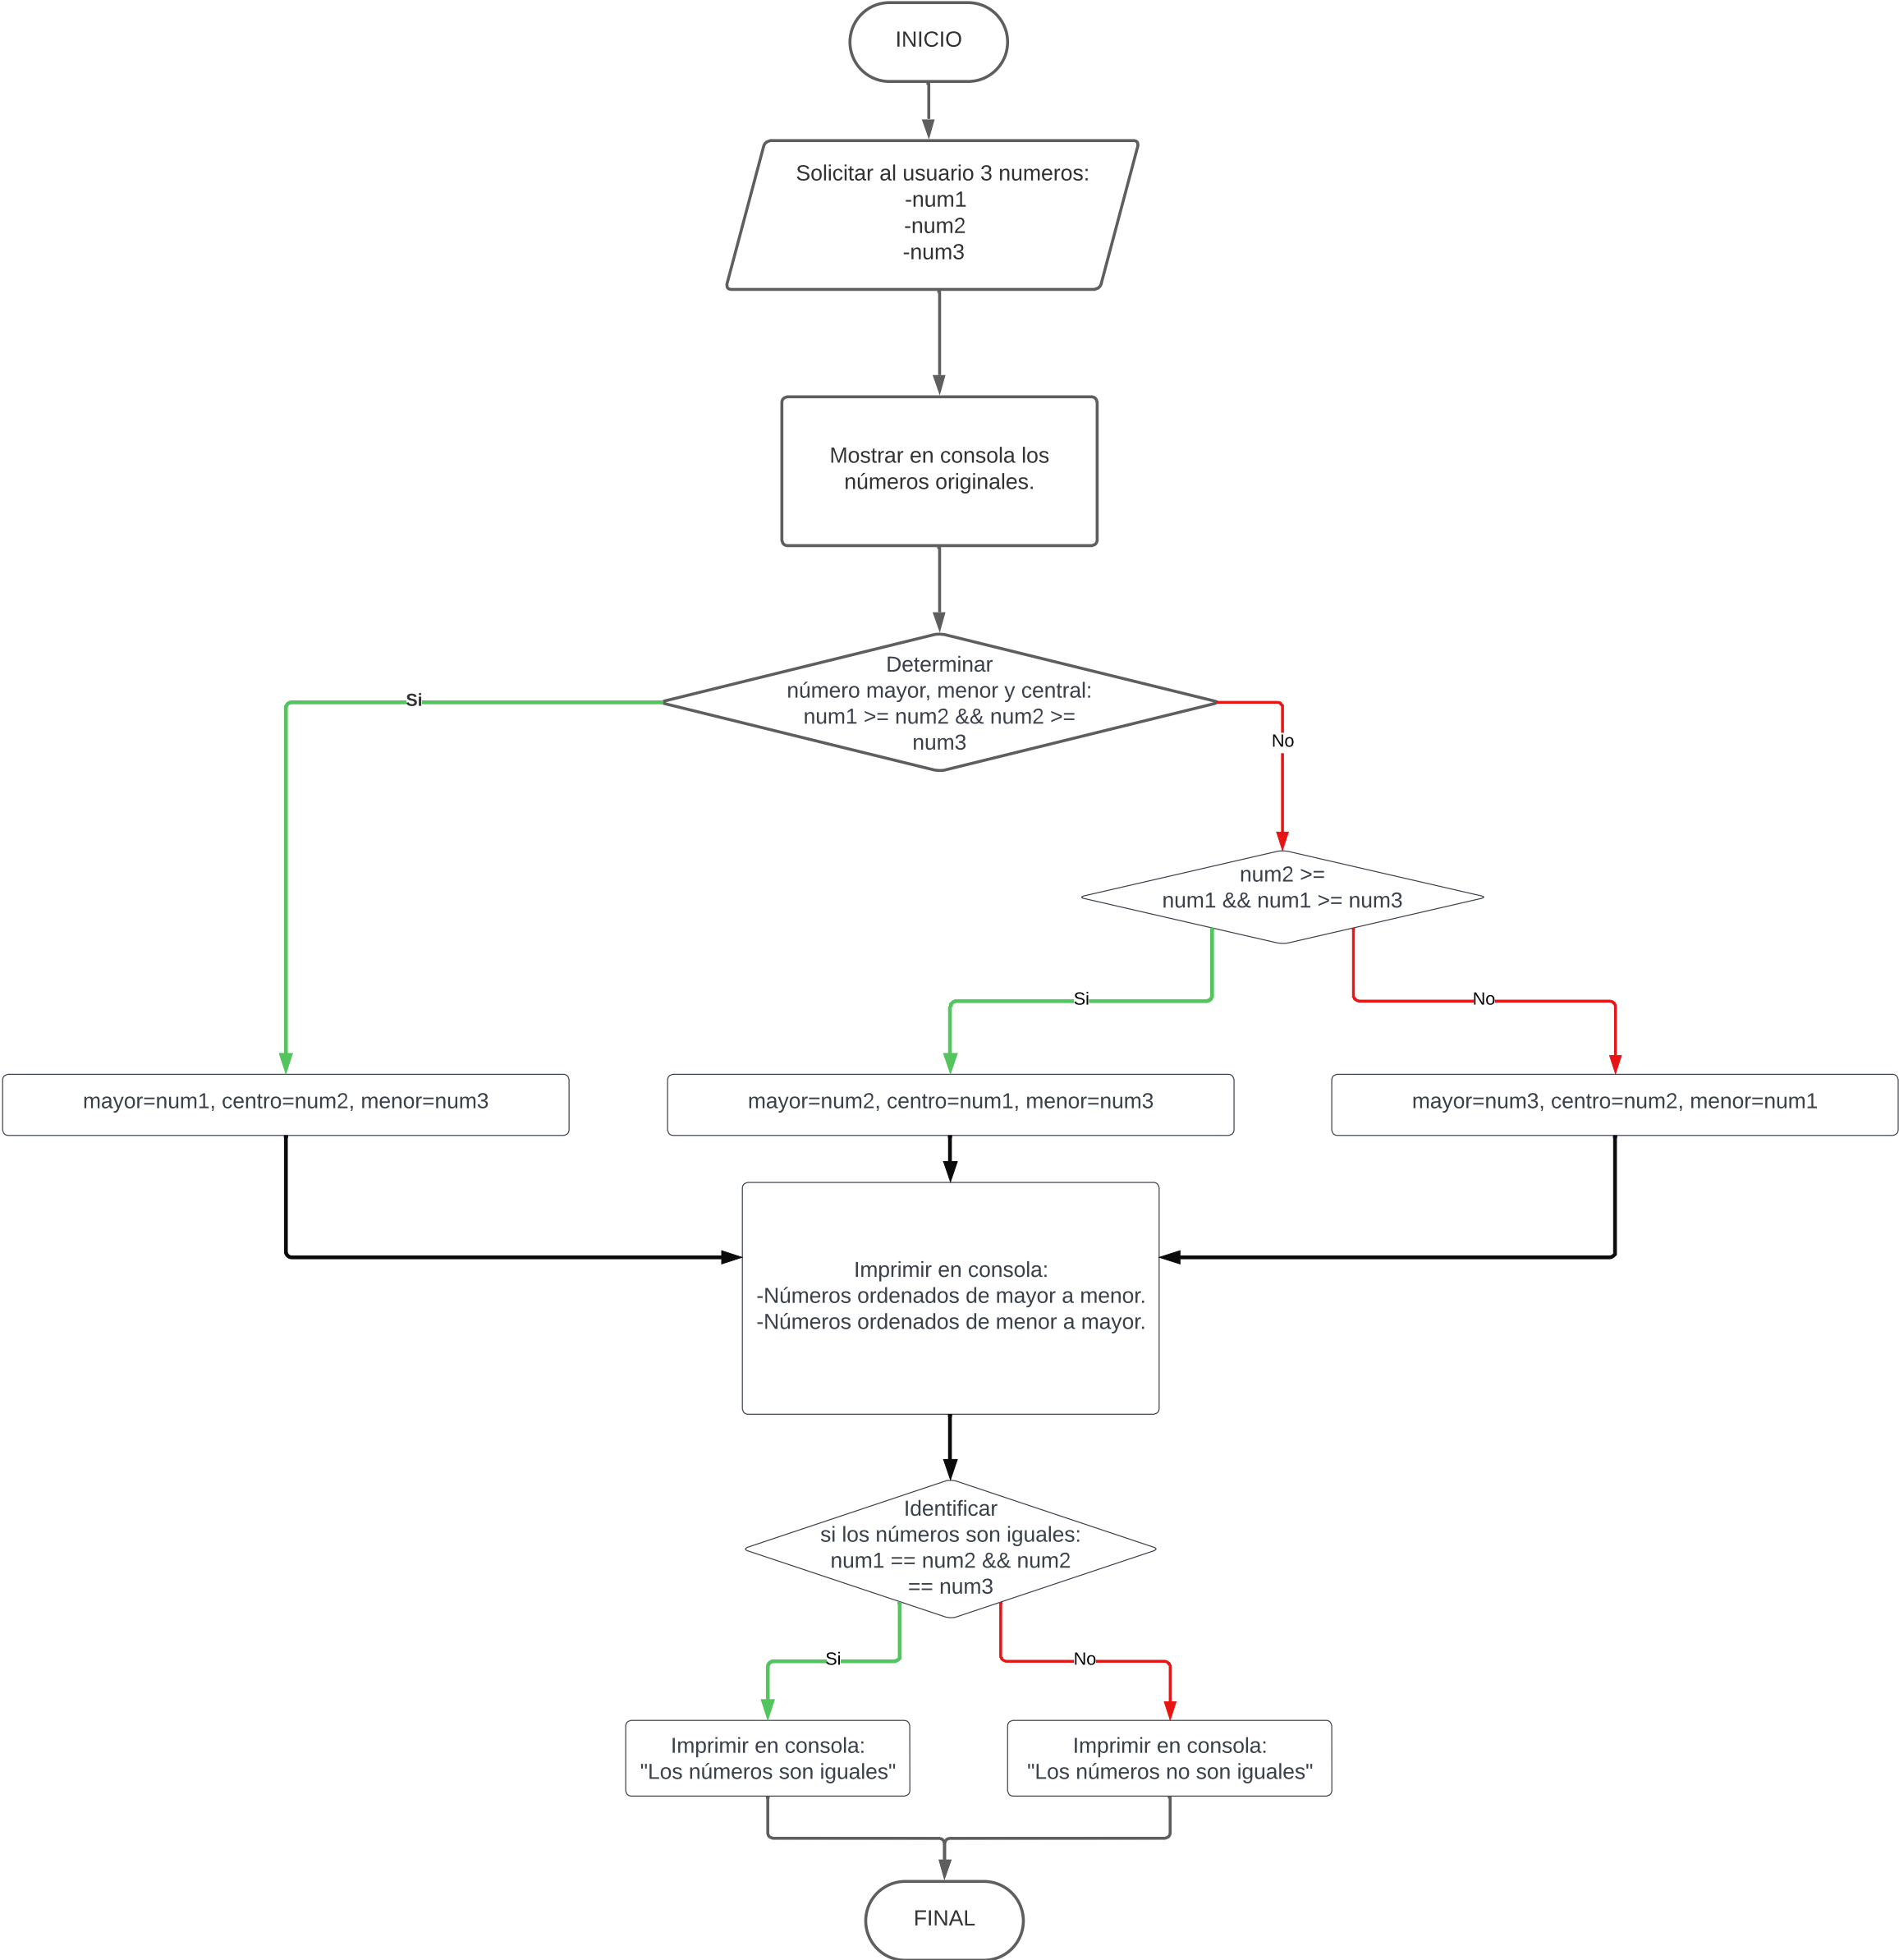 INICIO
Solicitar al usuario 3 numeros:
-num1
-num2
-num3
Mostrar en consola los
números originales.
Determinar
número mayor, menor y central:
num1 >= num2 && num2 >=
num3
Si
No
num2 >=
num1 && num1 >= num3
Si
No
mayor=num1, centro=num2, menor=num3
mayor=num2, centro=num1, menor=num3
mayor=num3, centro=num2, menor=num1
Imprimir en consola:
-Números ordenados de mayor a menor.
-Números ordenados de menor a mayor.
Identificar
si los números son iguales:
num1 == num2 && num2
== num3
Si
No
Imprimir en consola:
"Los números son iguales"
Imprimir en consola:
"Los números no son iguales"
FINAL